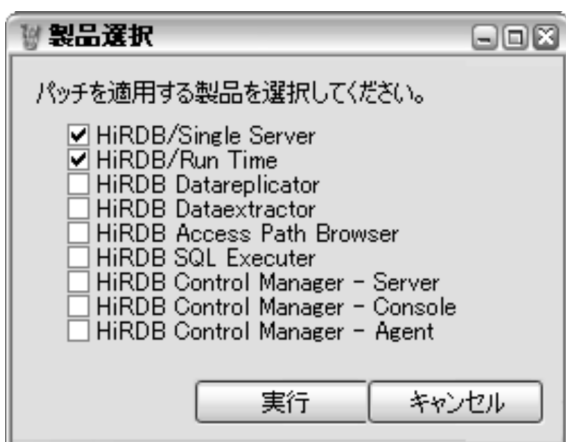 製品選択
パッチを適用する製品を選択してください。
HiRDB/Single Server
HiRDB/Run Time
HiRDB Datareplicator
HiRDB Dataextractor
HiRDB Access Path Browser
HiRDB SQL Executer
HiRDB Control Manager - Server
HiRDB Control Manager - Console
HiRDB Control Manager - Agent
実行 キャンセル